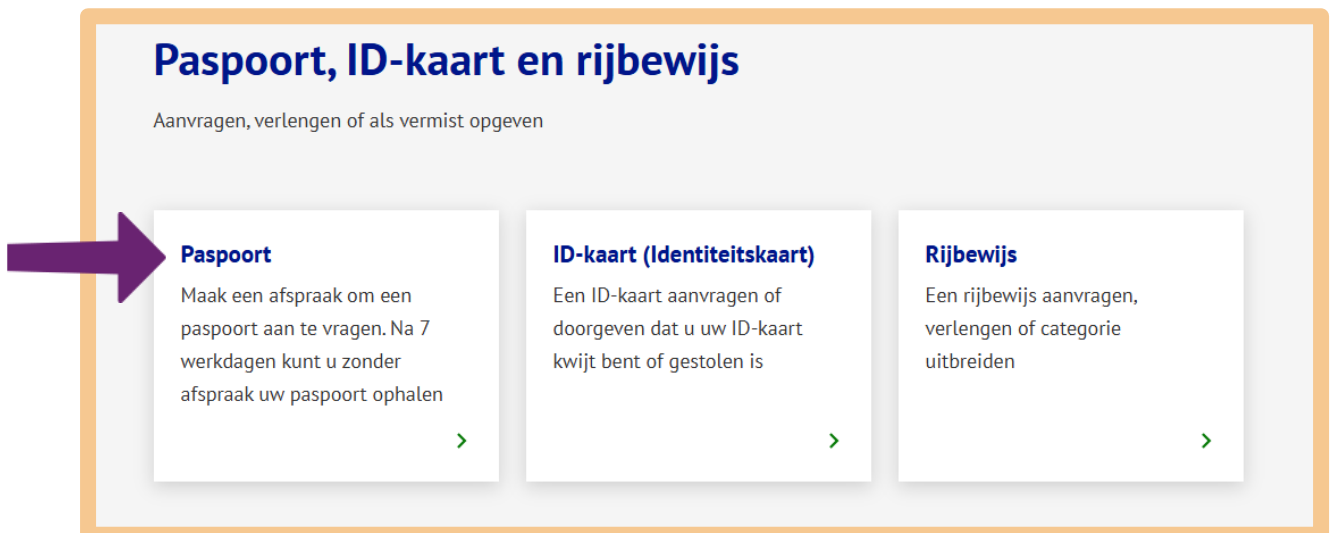 Paspoort, ID-kaart en rijbewijs
Aanvragen, verlengen of als vermist opgeven
Paspoort
Maak een afspraak om een
paspoort aan te vragen. Na 7
werkdagen kunt u zonder
afspraak uw paspoort ophalen
ID-kaart (Identiteitskaart)
Een ID-kaart aanvragen of
doorgeven dat u uw ID-kaart
kwijt bent of gestolen is
Rijbewijs
Een rijbewijs aanvragen,
verlengen of categorie
uitbreiden